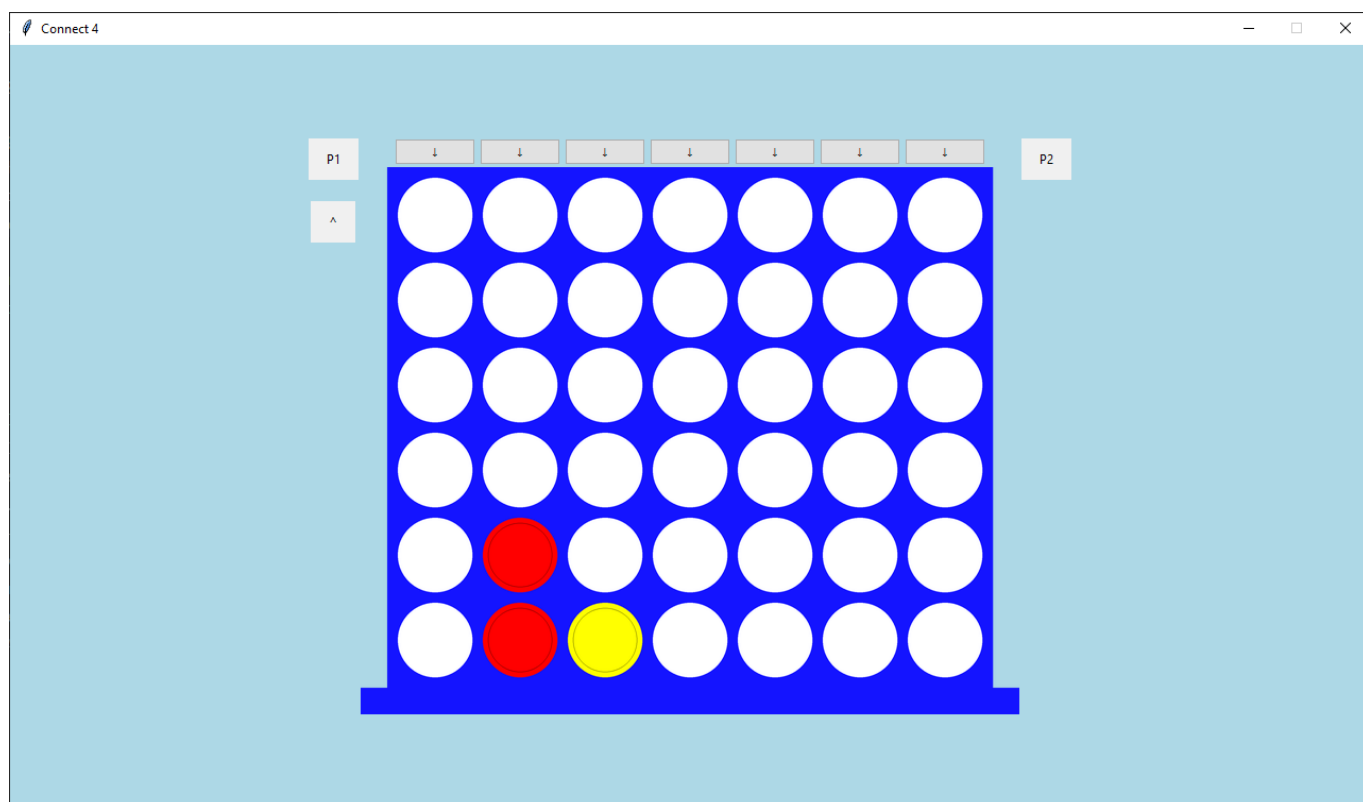 Connect 4
P1 ↓ ↓ ↓ ↓ ↓ ↓ ↓ P2
^